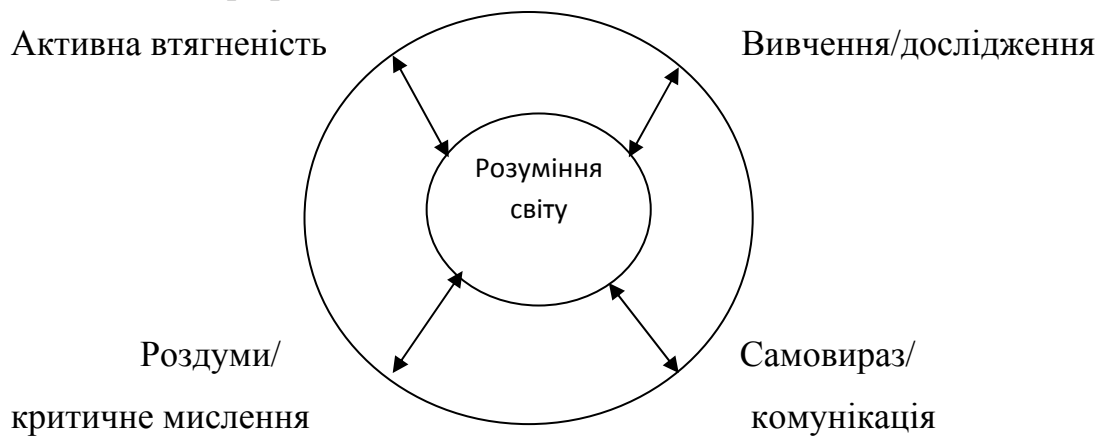 Активна втягненість
Вивчення/дослідження
Розуміння
світу
Роздуми/
критичне мислення
Самовираз/
комунікація